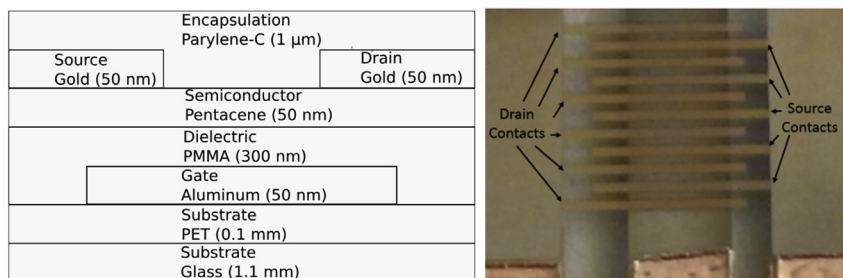 Encapsulation
Parylene-C (1 μm)
Source
Gold (50 nm)
Drain
Gold (50 nm)
Semiconductor
Pentacene (50 nm)
Dielectric
PMMA (300 nm)
Gate
Aluminum (50 nm)
Substrate
PET (0.1 mm)
Substrate
Glass (1.1 mm)
Drain
Contacts
Source
Contacts